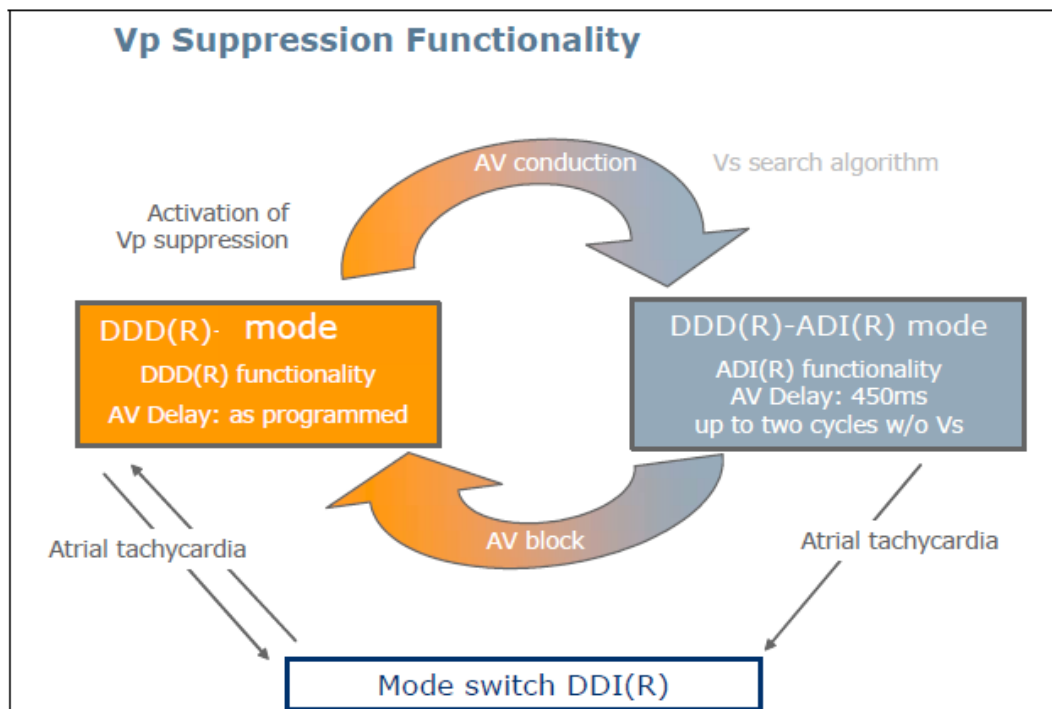 Vp Suppression Functionality
AV conduction
Vs search algorithm
Activation of
Vp suppression
DDD(R)- mode
DDD(R) functionality
AV Delay: as programmed
DDD(R)-ADI(R) mode
ADI(R) functionality
AV Delay: 450ms
up to two cycles w/o Vs
AV block
Atrial tachycardia
Atrial tachycardia
Mode switch DDI(R)